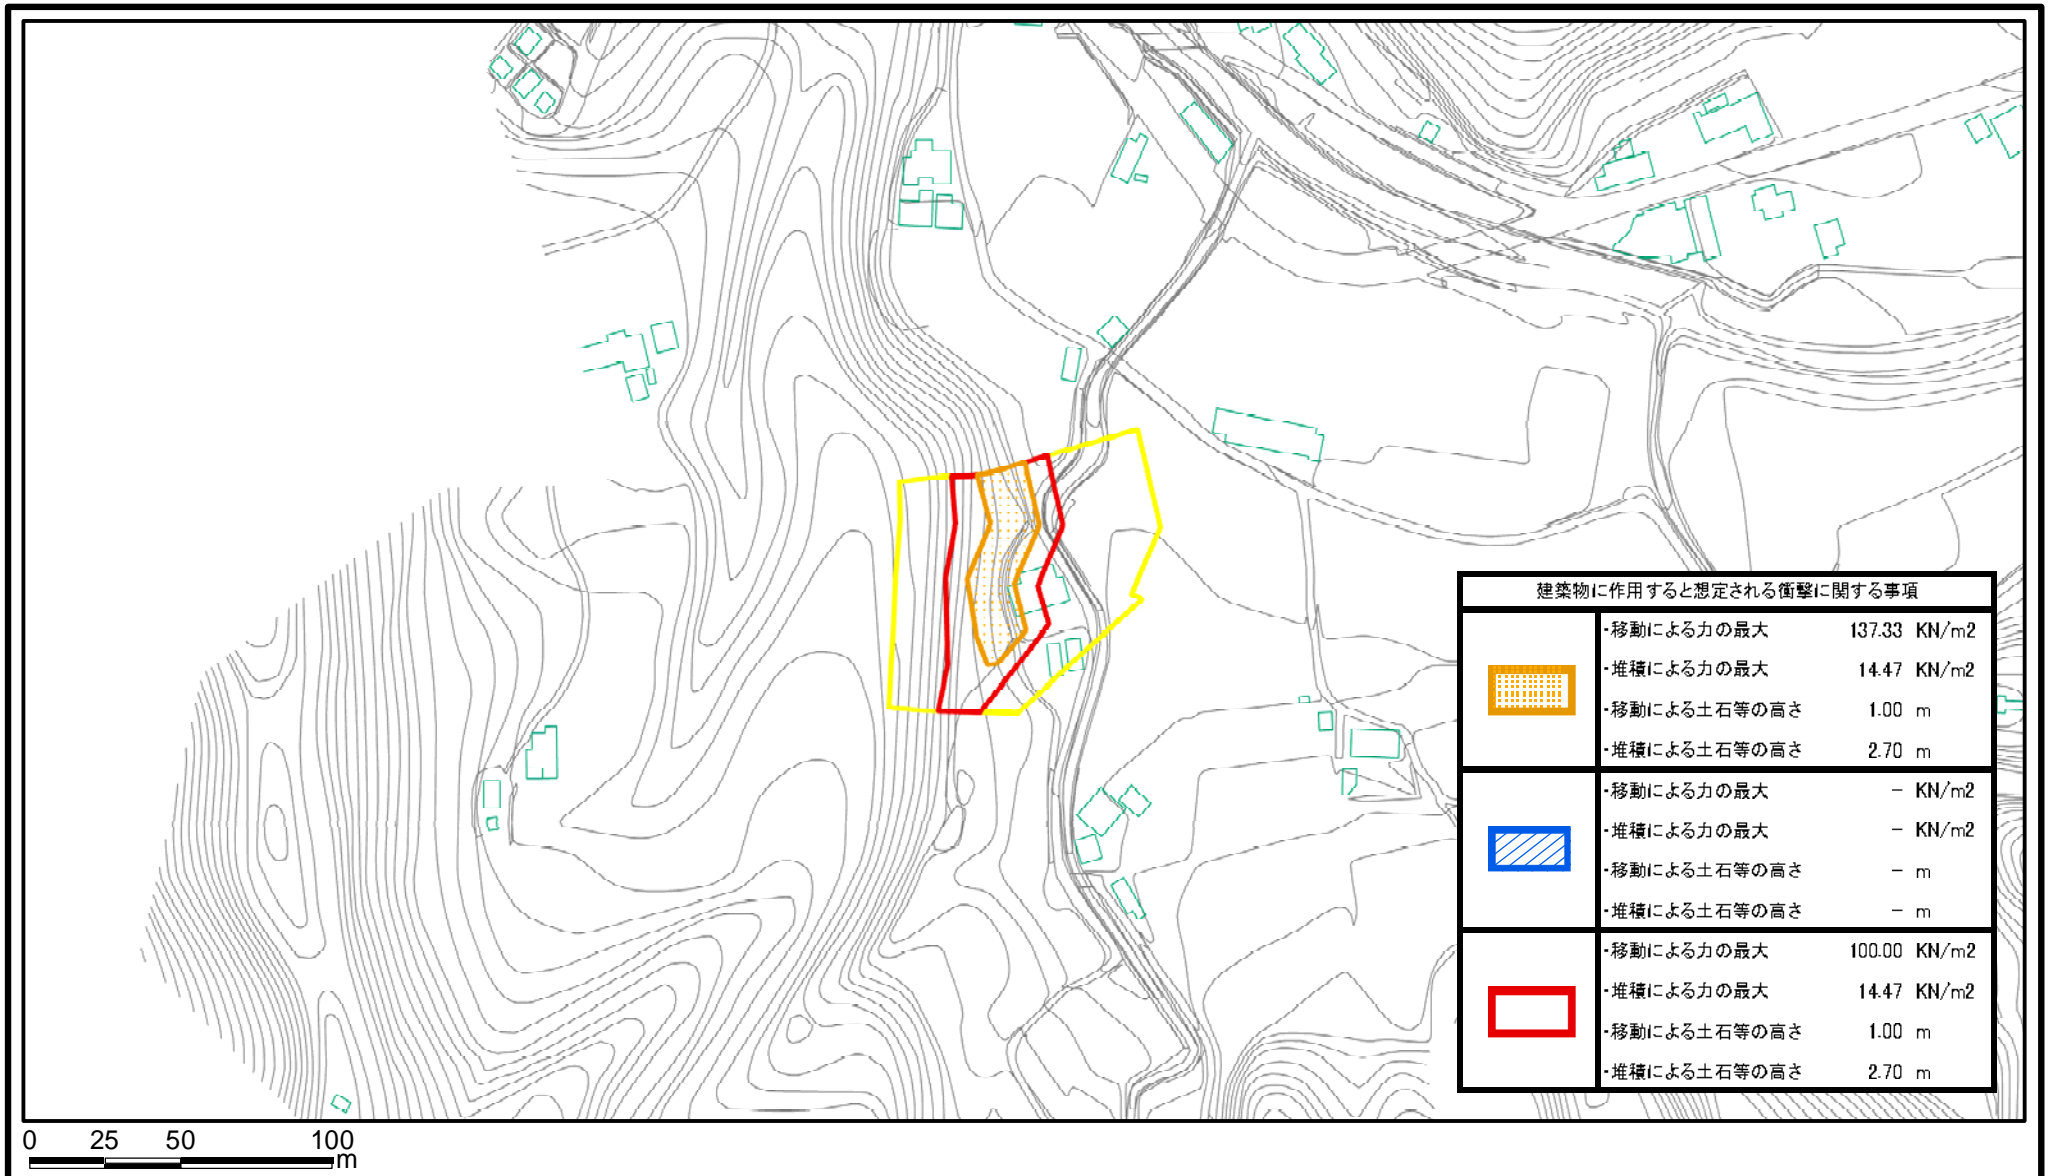 建築物に作用すると想定される衝撃に関する事項
・移動による力の最大 137.33 KN/m2
・堆積による力の最大 14.47 KN/m2
・移動による土石等の高さ 1.00 m
・堆積による土石等の高さ 2.70 m
・移動による力の最大 − KN/m2
・堆積による力の最大 − KN/m2
・移動による土石等の高さ − m
・堆積による土石等の高さ − m
・移動による力の最大 100.00 KN/m2
・堆積による力の最大 14.47 KN/m2
・移動による土石等の高さ 1.00 m
・堆積による土石等の高さ 2.70 m
0 25 50 100
m